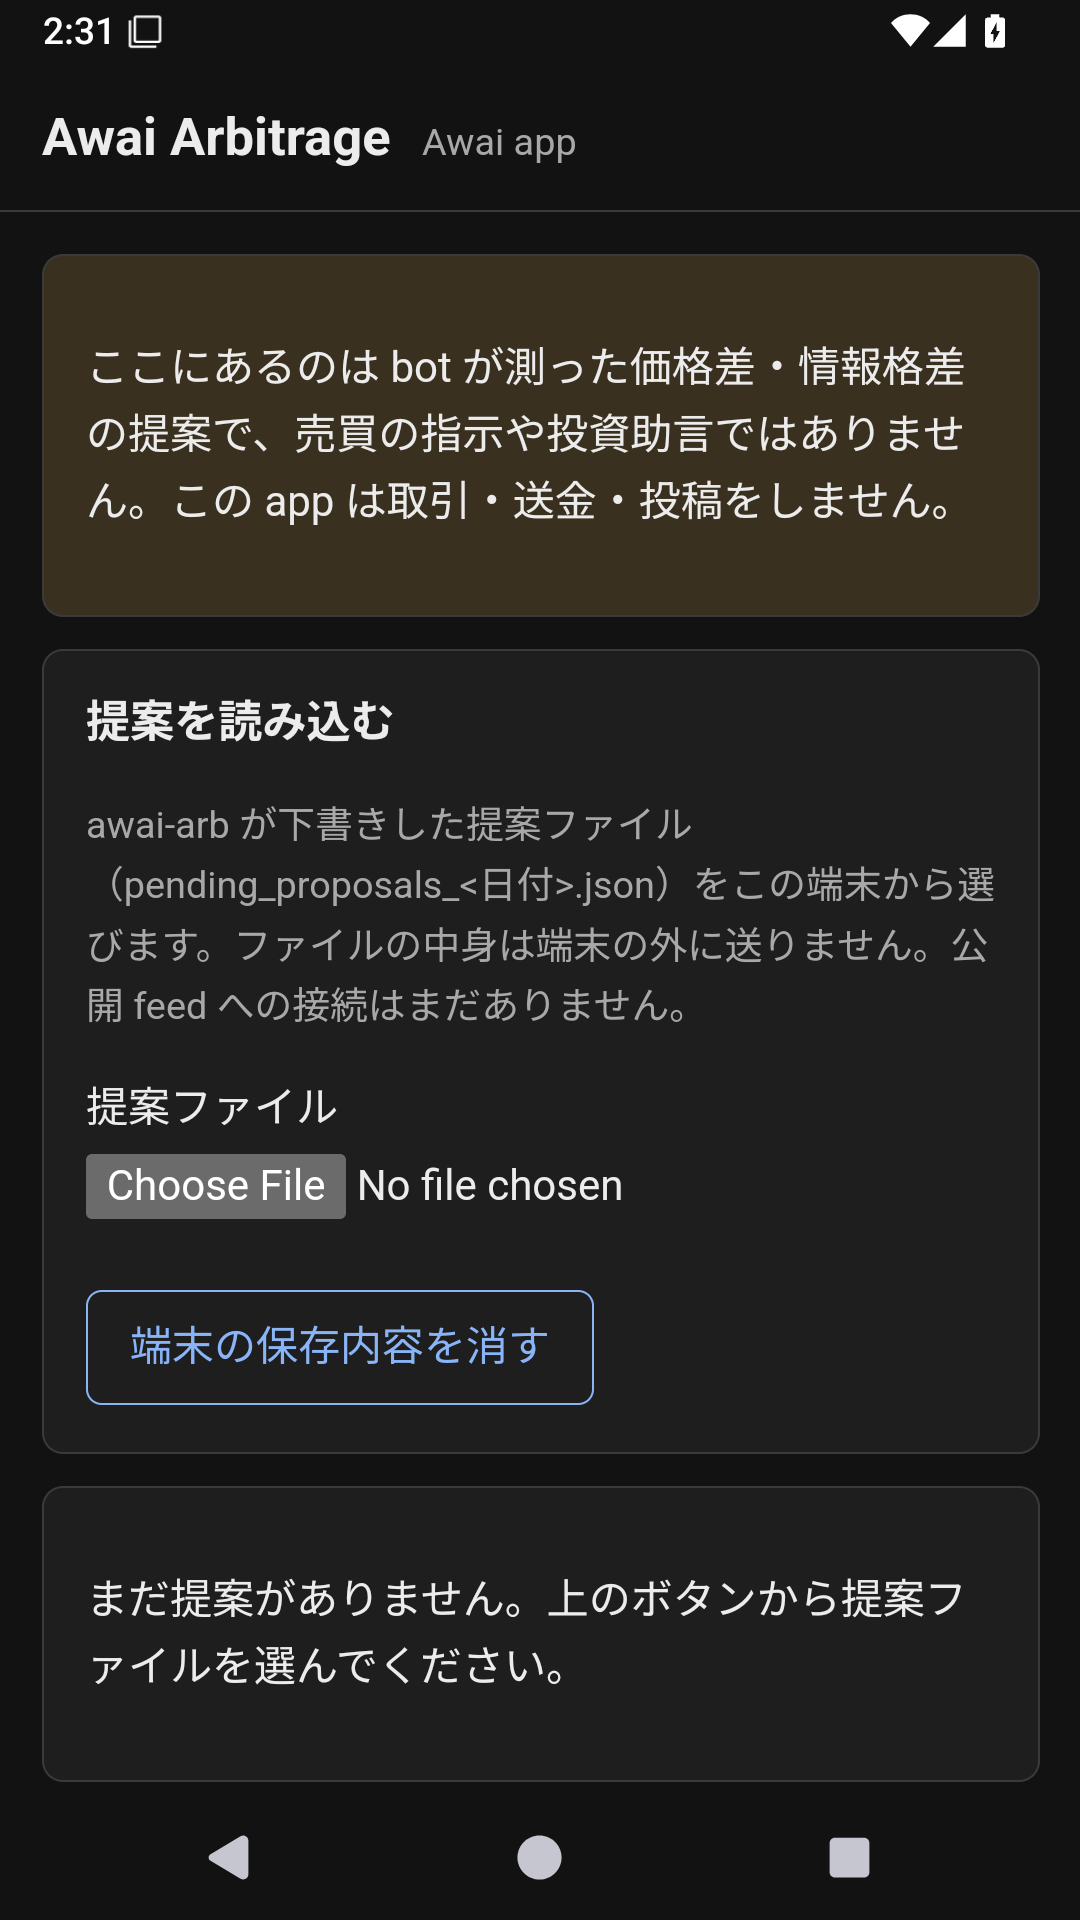 2:31
Awai Arbitrage Awai app
ここにあるのは bot が測った価格差・情報格差
の提案で、売買の指示や投資助言ではありませ
ん。この app は取引・送金・投稿をしません。
提案を読み込む
awai-arb が下書きした提案ファイル
（pending_proposals_<日付>.json）をこの端末から選
びます。ファイルの中身は端末の外に送りません。公
開 feed への接続はまだありません。
提案ファイル
Choose File No file chosen
端末の保存内容を消す
まだ提案がありません。上のボタンから提案フ
ァイルを選んでください。